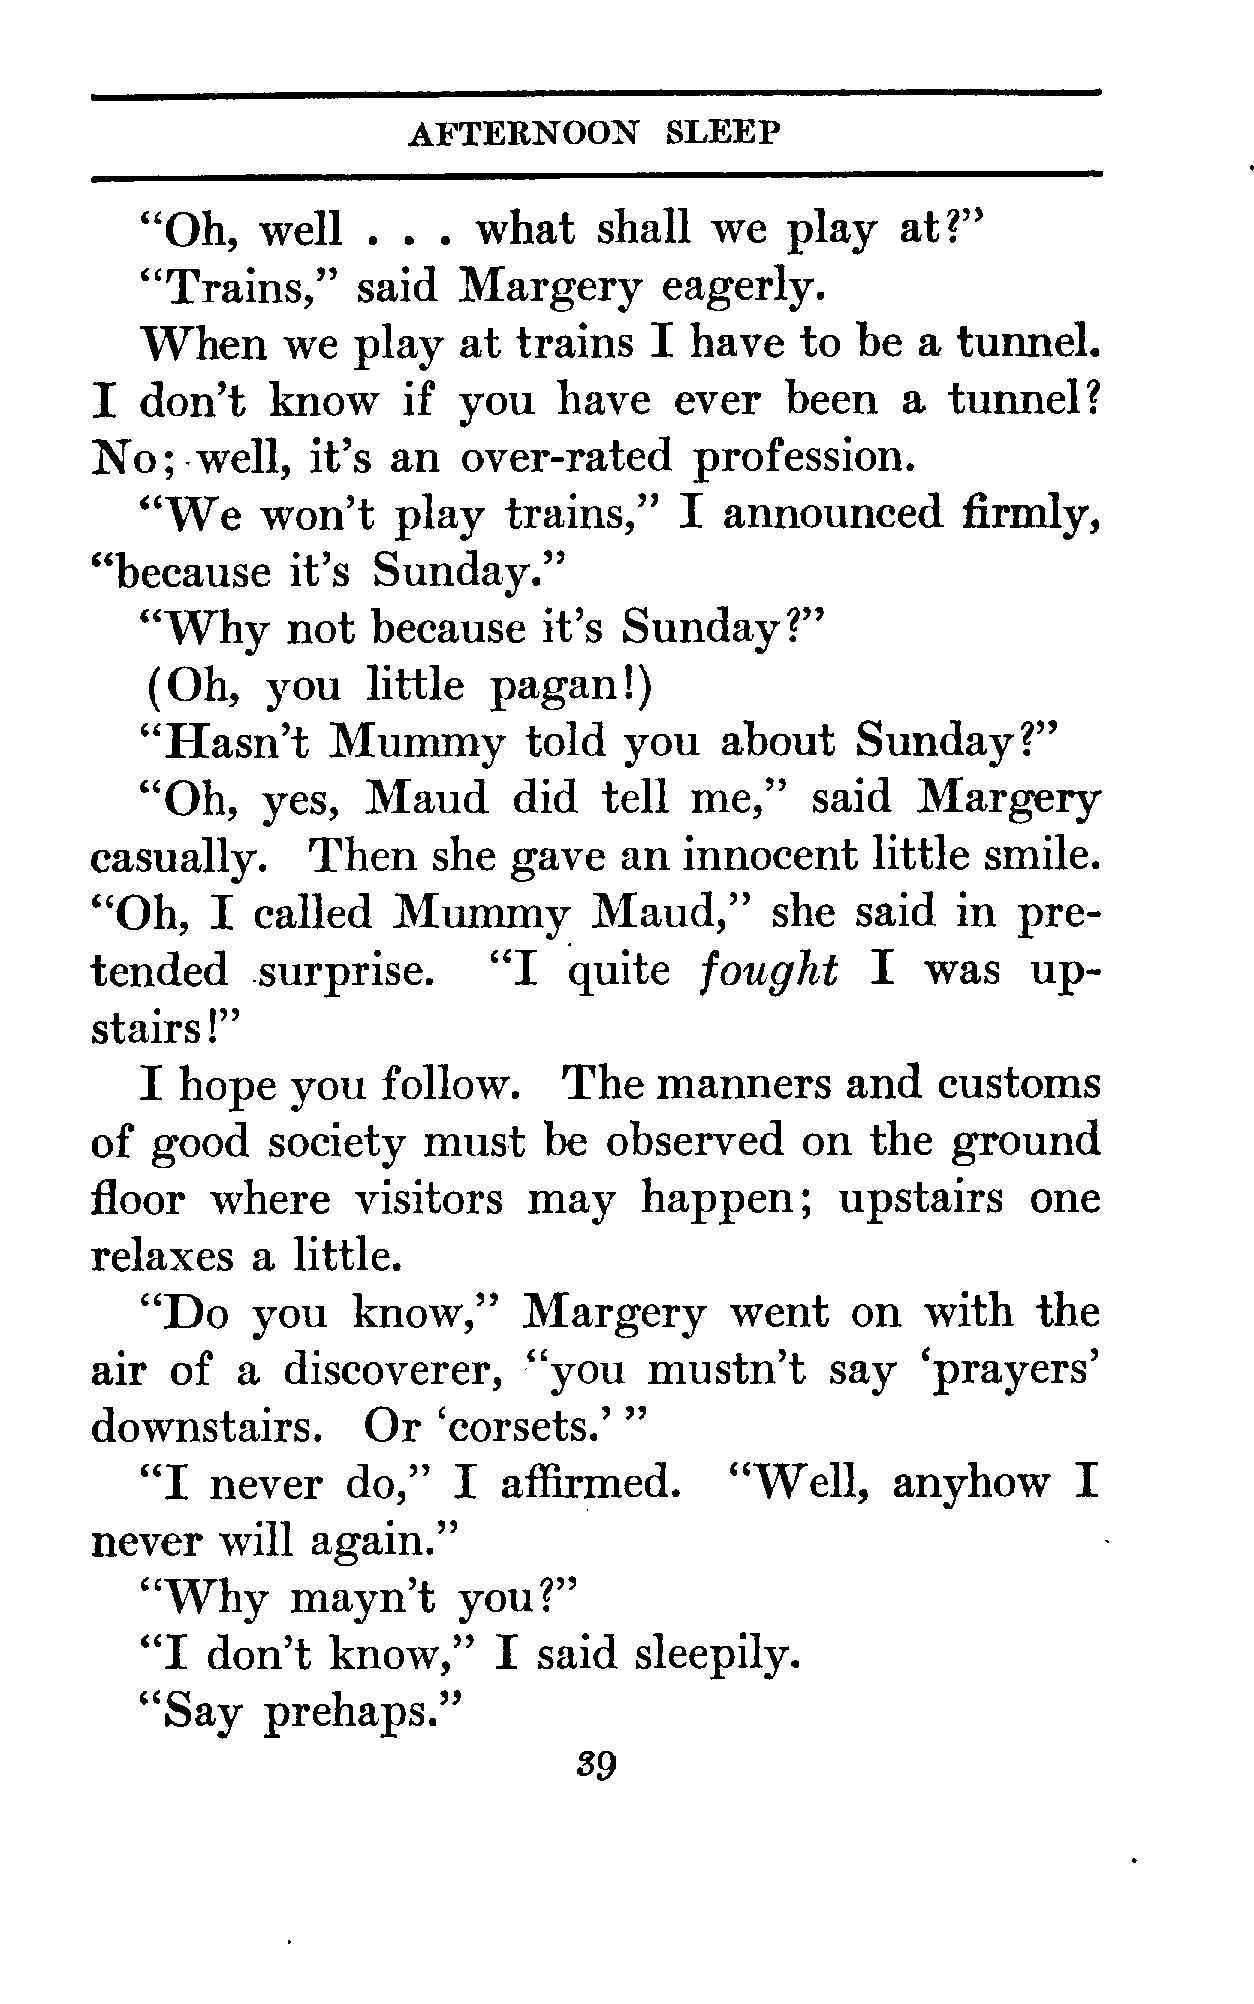 AFTERNOON SLEEP
“Oh, well . . . what shall we play at?”
“Trains,” said Margery eagerly.
When we play at trains I have to be a tunnel.
I don't know if you have ever been a tunnel?
No; well, it's an over-rated profession.
“We won't play trains,” I announced firmly,
“because it's Sunday.”
“Why not because it's Sunday?”
(Oh, you little pagan!)
“Hasn't Mummy told you about Sunday?”
“Oh, yes, Maud did tell me,” said Margery
casually. Then she gave an innocent little smile.
“Oh, I called Mummy Maud,” she said in pre-
tended surprise. “I quite fought I was up-
stairs!”
I hope you follow. The manners and customs
of good society must be observed on the ground
floor where visitors may happen; upstairs one
relaxes a little.
“Do you know,” Margery went on with the
air of a discoverer, “you mustn't say ‘prayers’
downstairs. Or ‘corsets.’ ”
“I never do,” I affirmed. “Well, anyhow I
never will again.”
“Why mayn't you?”
“I don't know,” I said sleepily.
“Say prehaps.”
39